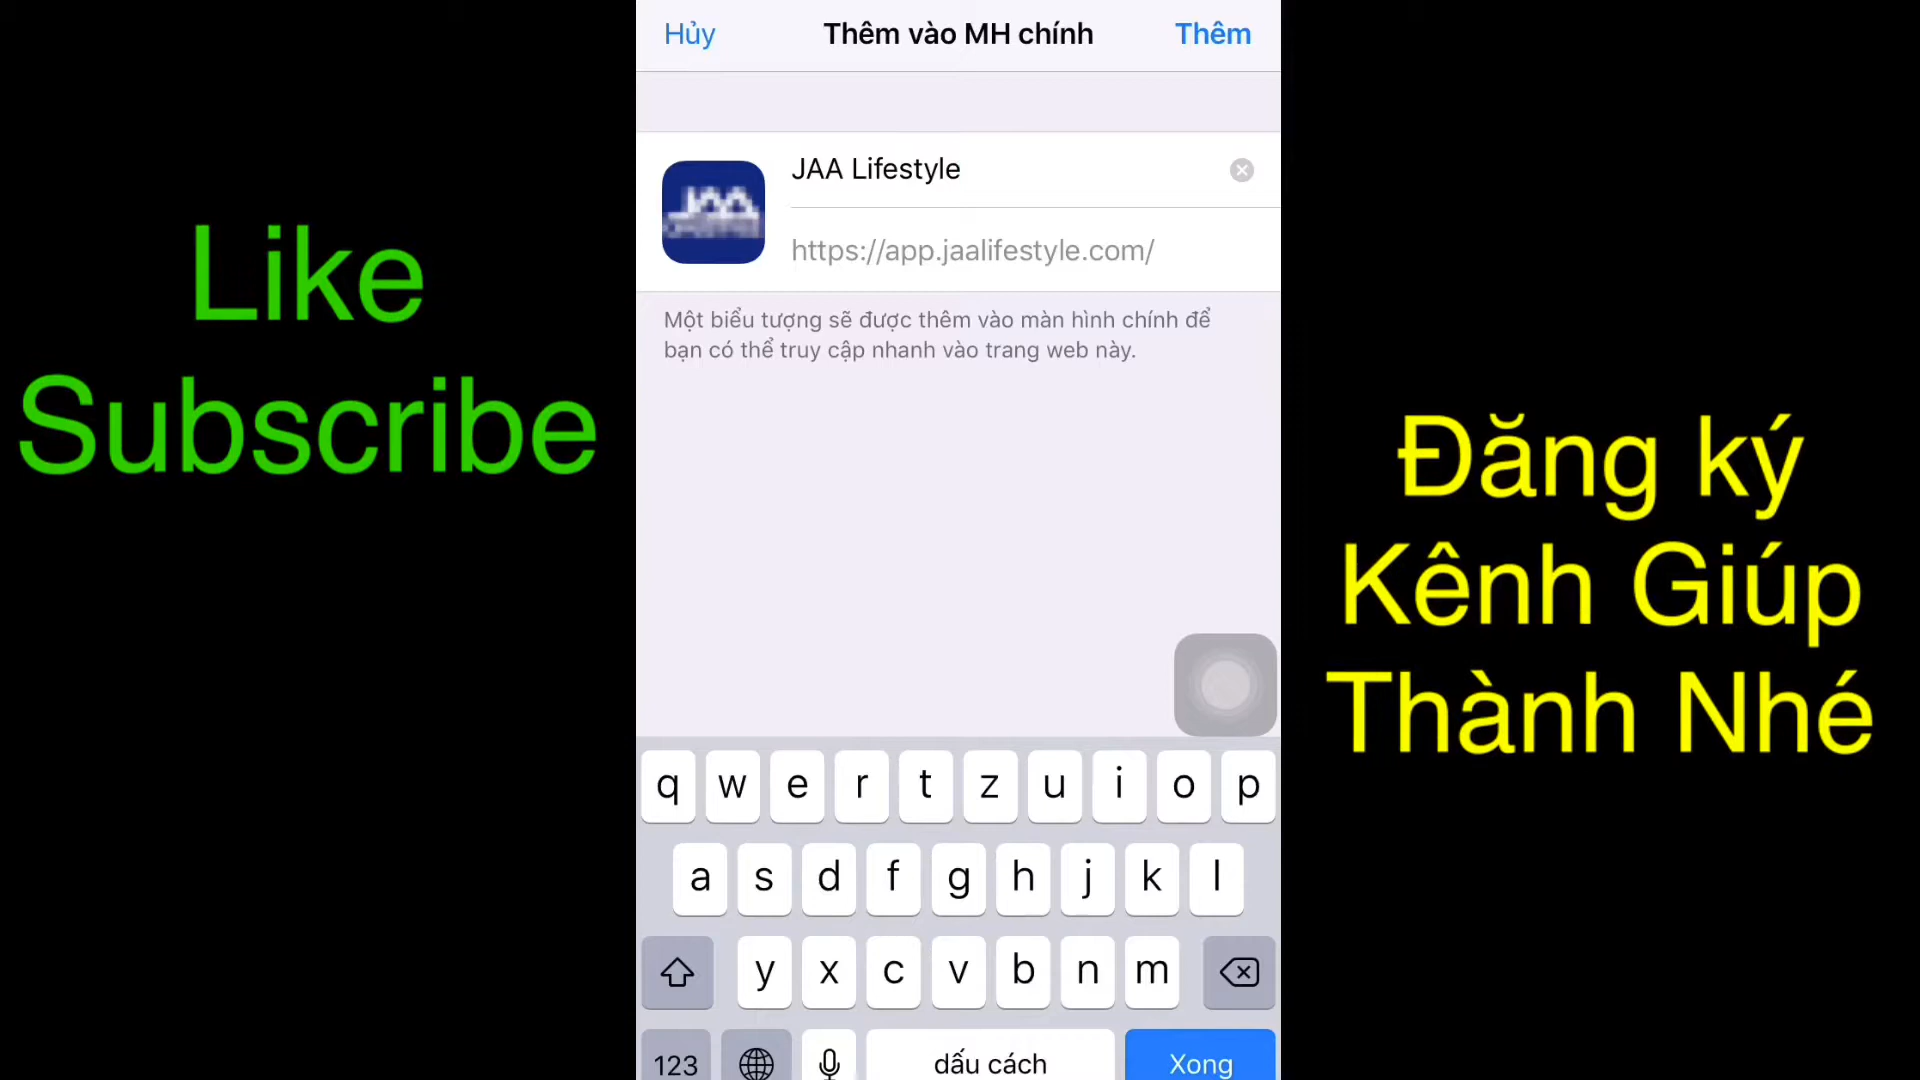 Hủy
Thêm vào MH chính
Thêm
JAA Lifestyle
JAA
https://app.jaalifestyle.com/
Một biểu tượng sẽ được thêm vào màn hình chính để
bạn có thể truy cập nhanh vào trang web này.
Like
Subscribe
Đăng ký
Kênh Giúp
Thành Nhé
q w e r t z u i o p
a s d f g h j k l
y x c v b n m
123
dấu cách
Xong